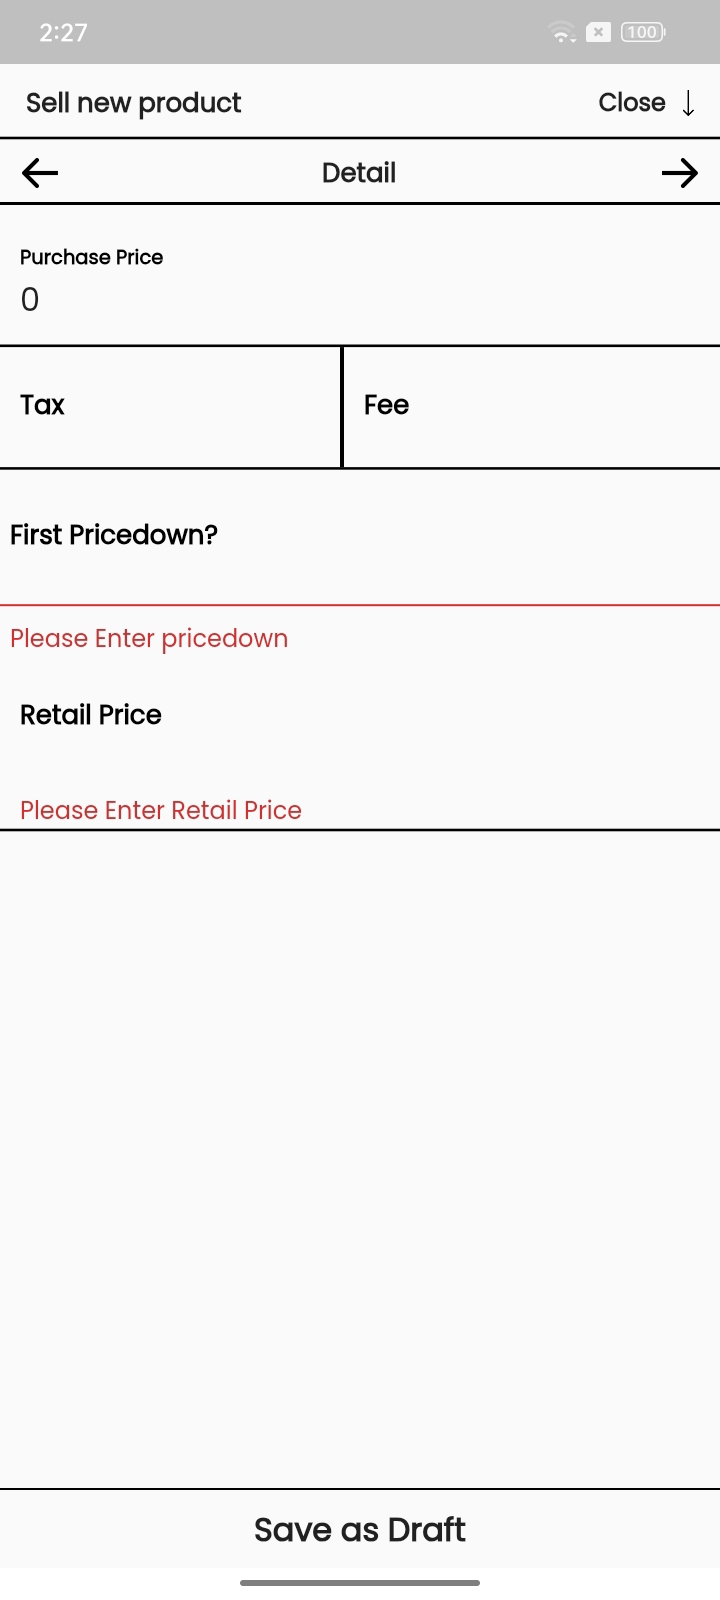 2:27
100
Sell new product
Close
Detail
Purchase Price
0
Tax
Fee
First Pricedown?
Please Enter pricedown
Retail Price
Please Enter Retail Price
Save as Draft